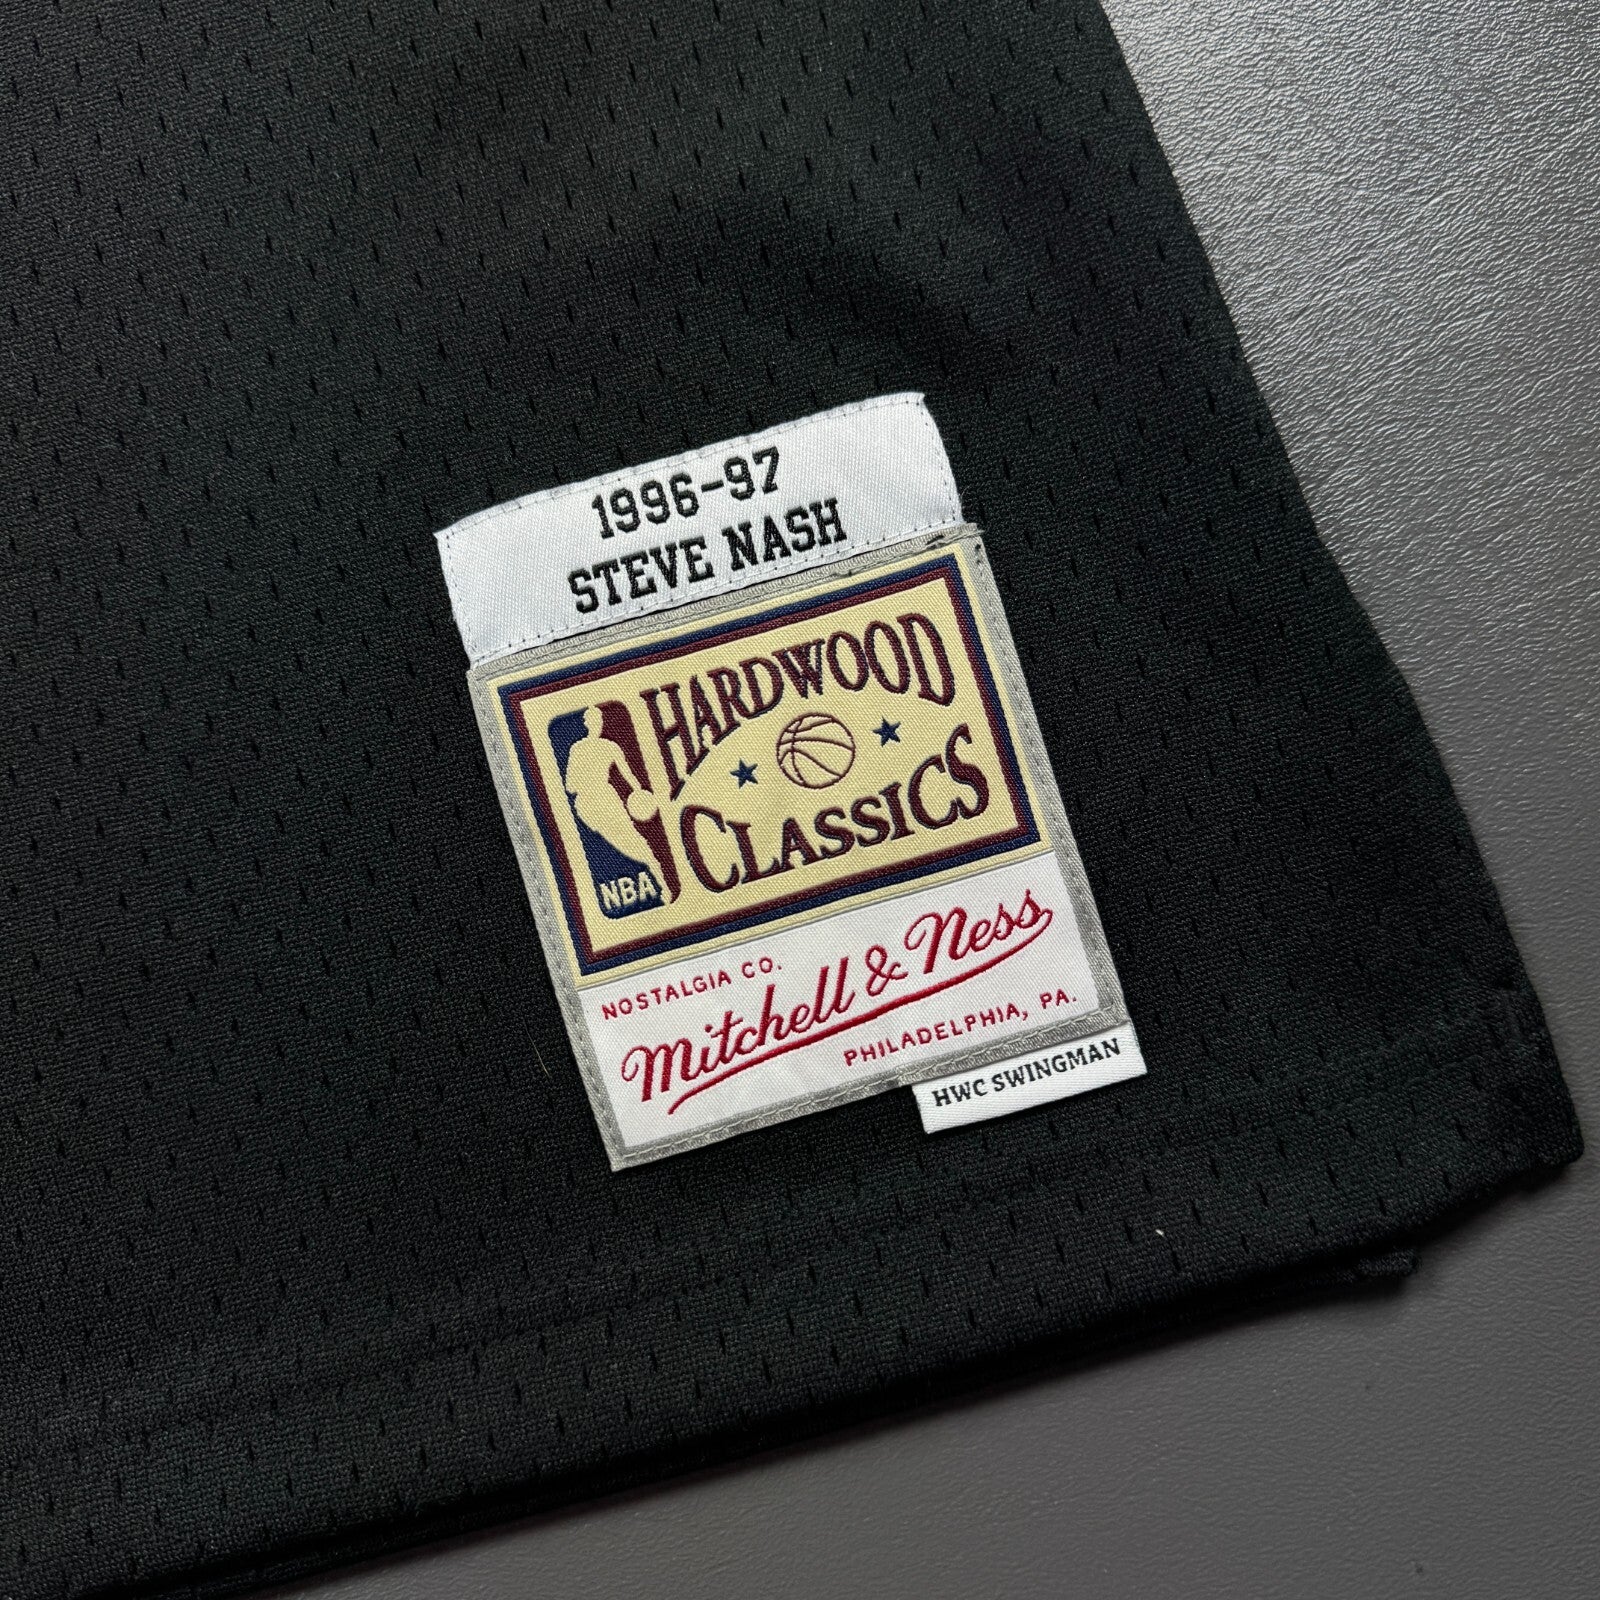 1996-97
STEVE NASH
HARDWOOD
CLASSICS
NBA
NOSTALGIA CO.
Mitchell & Ness
PHILADELPHIA, PA.
HWC SWINGMAN